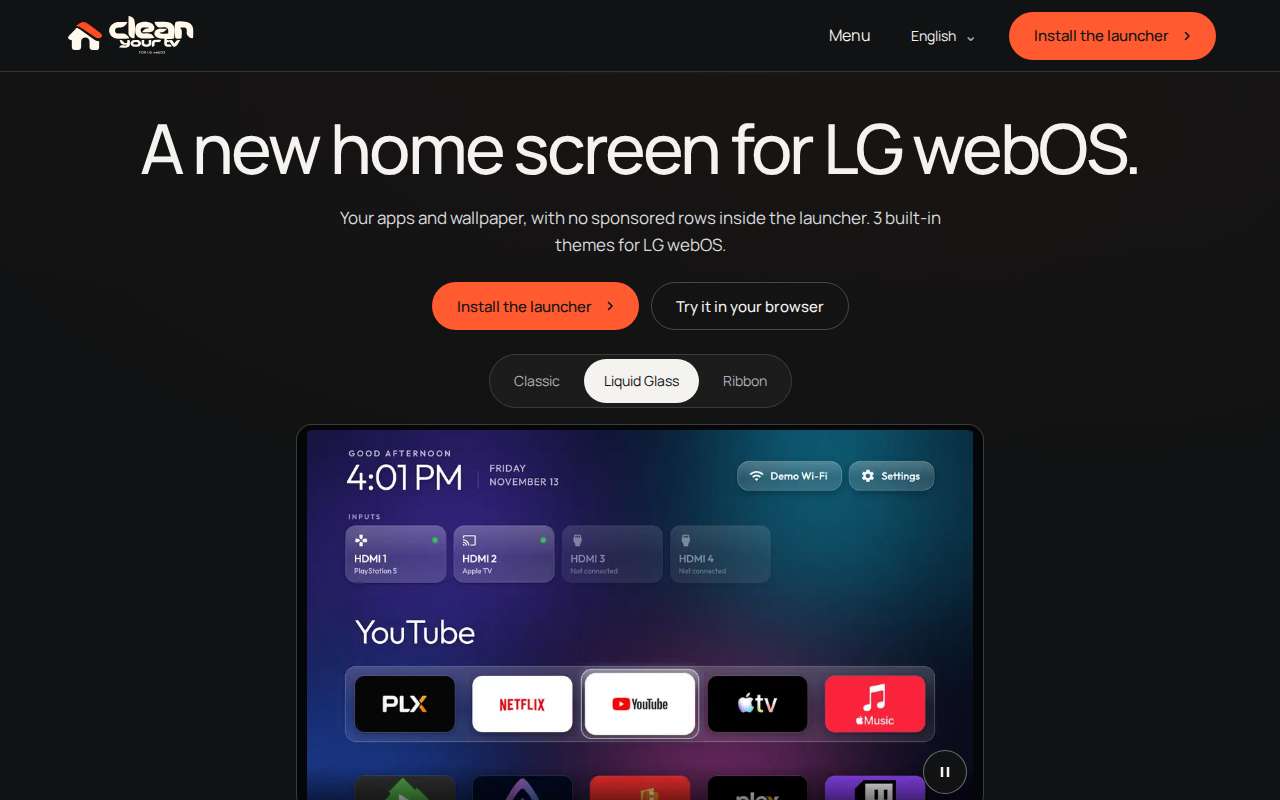 clean
your tv
FOR LG webOS
Menu
English
Install the launcher
A new home screen for LG webOS.
Your apps and wallpaper, with no sponsored rows inside the launcher. 3 built-in
themes for LG webOS.
Install the launcher
Try it in your browser
Classic
Liquid Glass
Ribbon
GOOD AFTERNOON
4:01 PM
FRIDAY
NOVEMBER 13
Demo Wi-Fi
Settings
INPUTS
HDMI 1
PlayStation 5
HDMI 2
Apple TV
HDMI 3
Not connected
HDMI 4
Not connected
YouTube
PLX
NETFLIX
YouTube
tv
Music